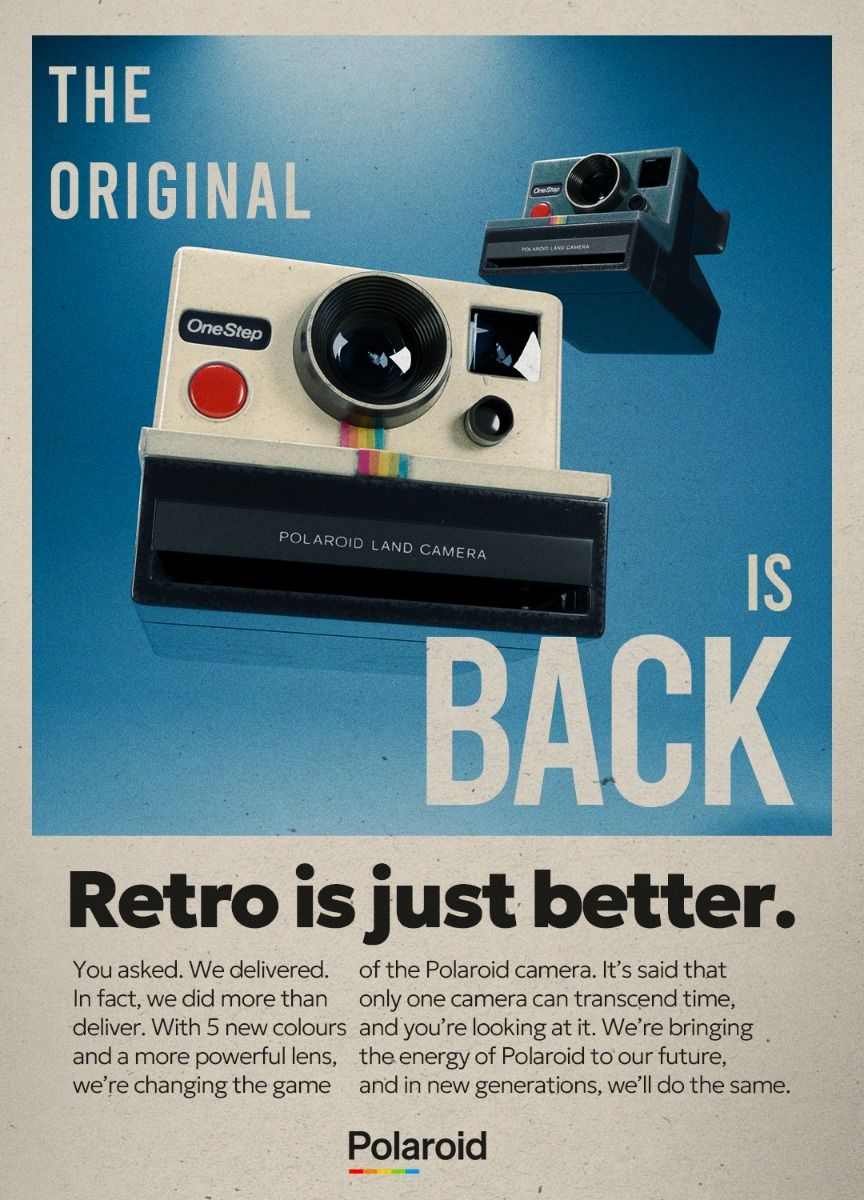 THE
ORIGINAL
OneStep
POLAROID LAND CAMERA
OneStep
POLAROID LAND CAMERA
IS
BACK
Retro is just better.
You asked. We delivered.
In fact, we did more than
deliver. With 5 new colours
and a more powerful lens,
we're changing the game
of the Polaroid camera. It's said that
only one camera can transcend time,
and you're looking at it. We're bringing
the energy of Polaroid to our future,
and in new generations, we'll do the same.
Polaroid